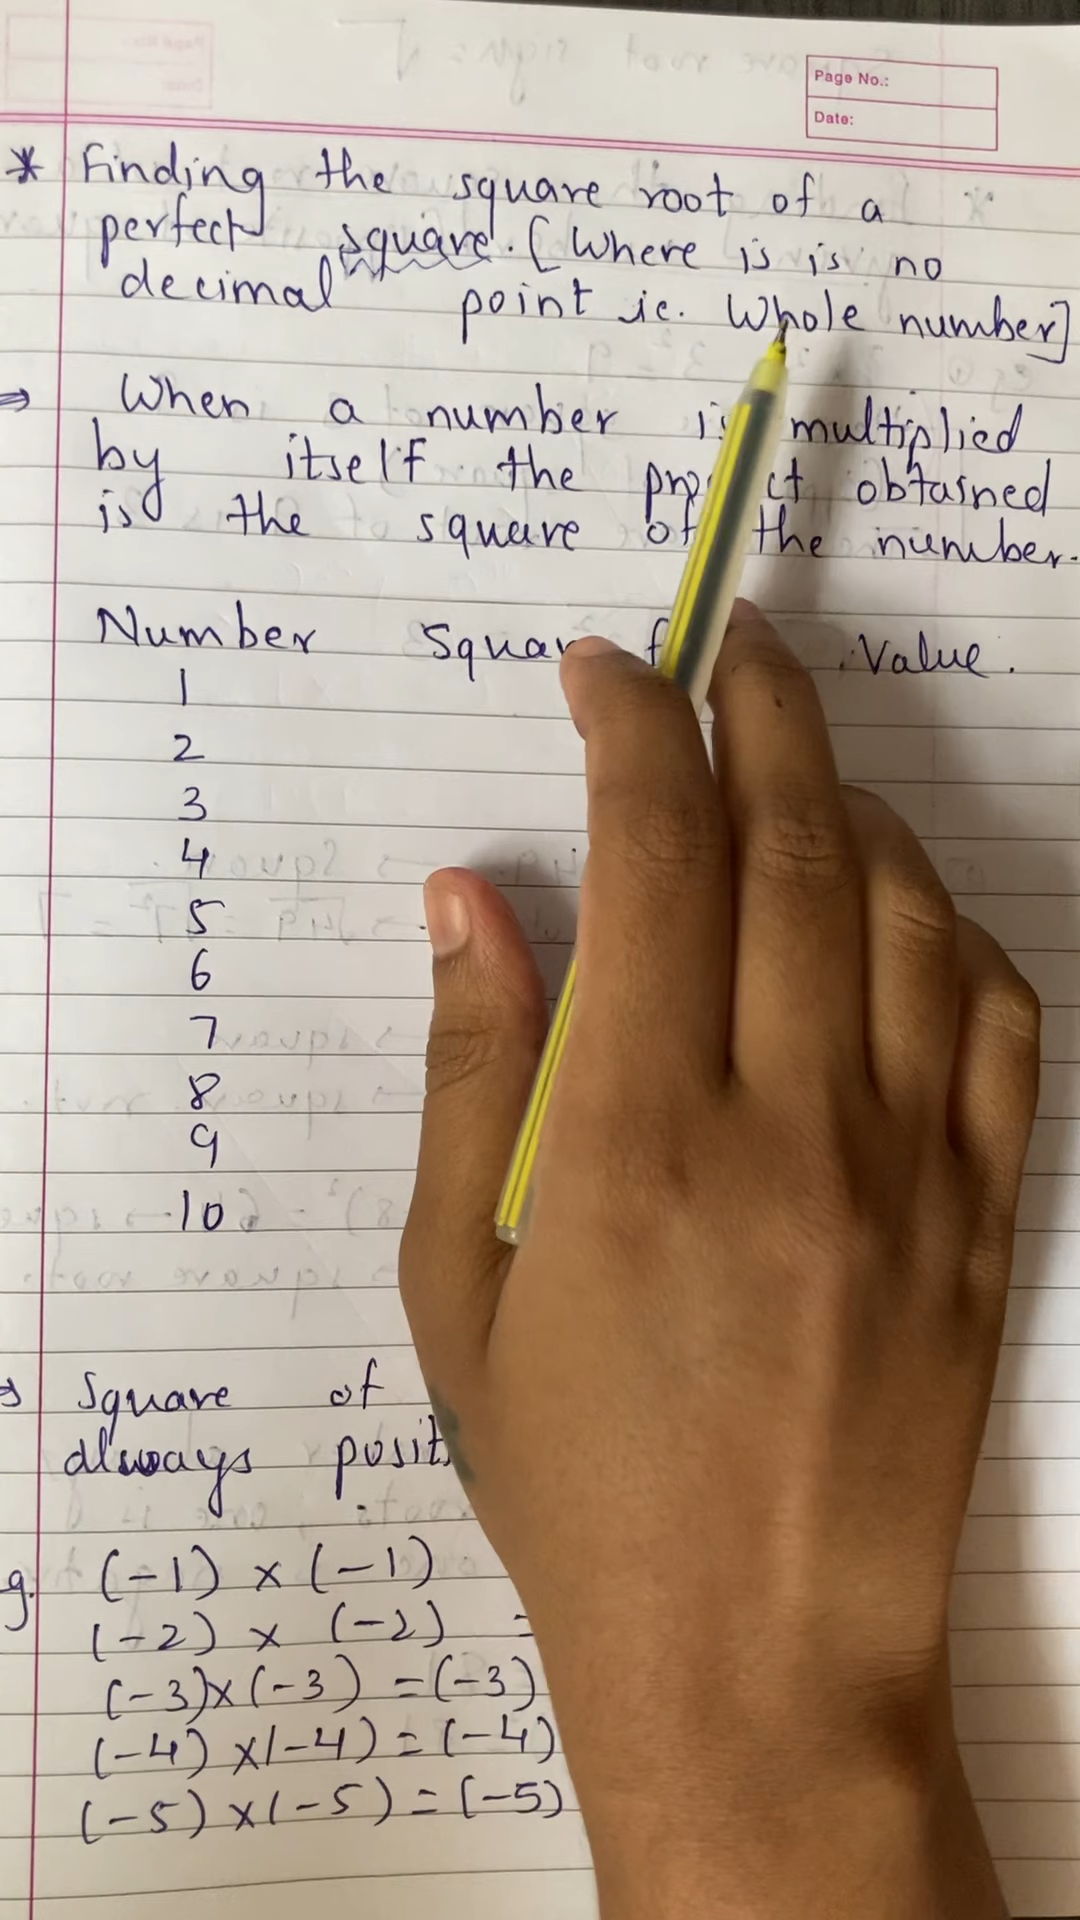 Page No.:
Date:
* Finding the square root of a
perfect square. [Where is is no
decimal point ie. Whole number]
⇒ When a number is multiplied
by itself the obtained
is the square of the number.
Number Value.
1
2
3
4
5
6
7
8
9
10
Square of
always
(-1) × (-1)
(-2) × (-2) =
(-3)×(-3) = (-3)
(-4) ×(-4) = (-4)
(-5) ×(-5) = (-5)